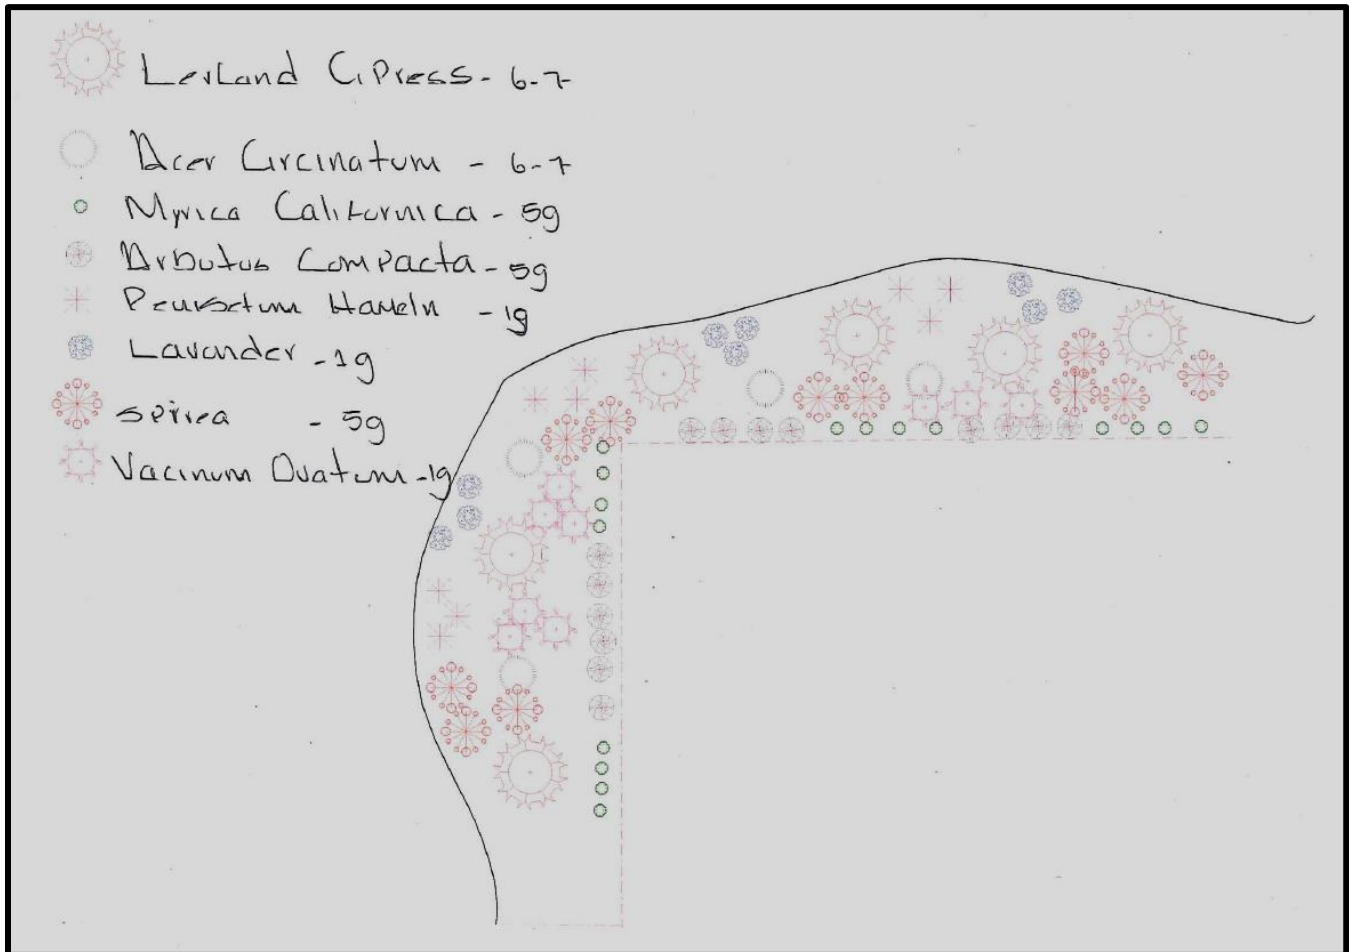 Leyland Cipress - 6-7
Acer Circinatum - 6-7
Myrica Californica - 5g
Arbutus Compacta - 5g
Hameln - 1g
Lavander - 1g
Spirea - 5g
Vacinum Ovatum - 1g